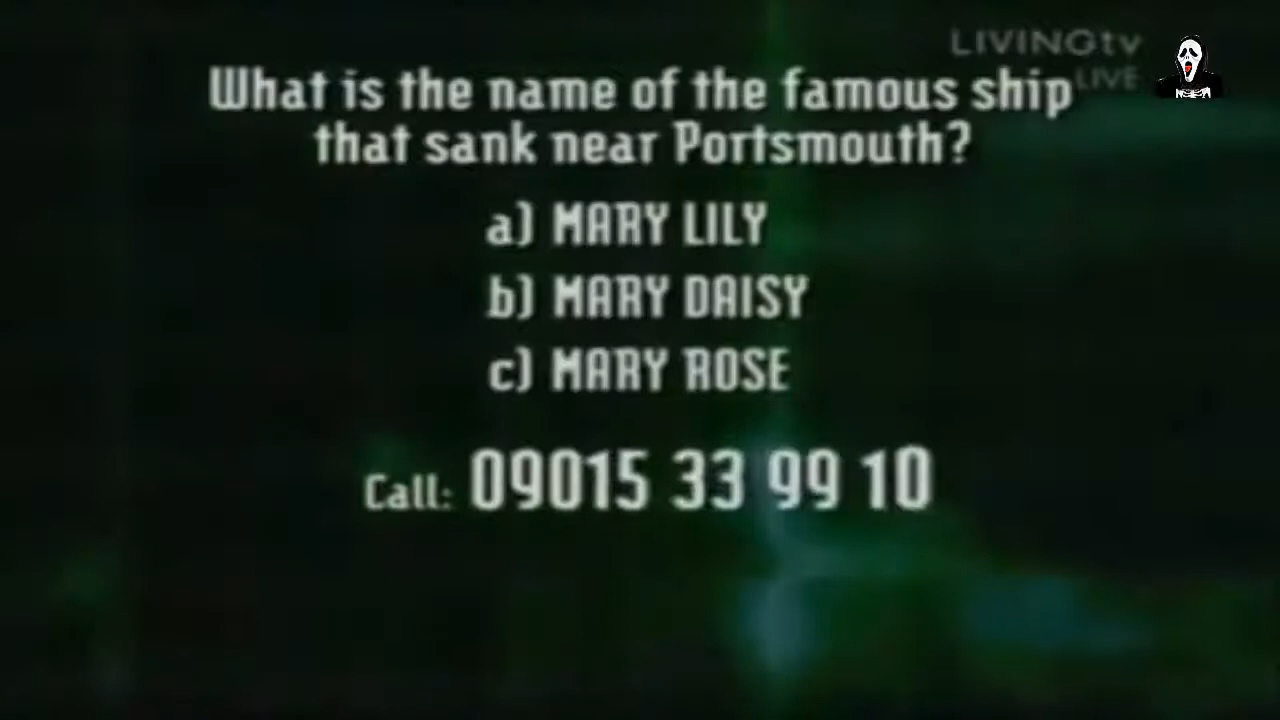 LIVINGtv
LIVE
What is the name of the famous ship
that sank near Portsmouth?
a) MARY LILY
b) MARY DAISY
c) MARY ROSE
Call: 09015 33 99 10